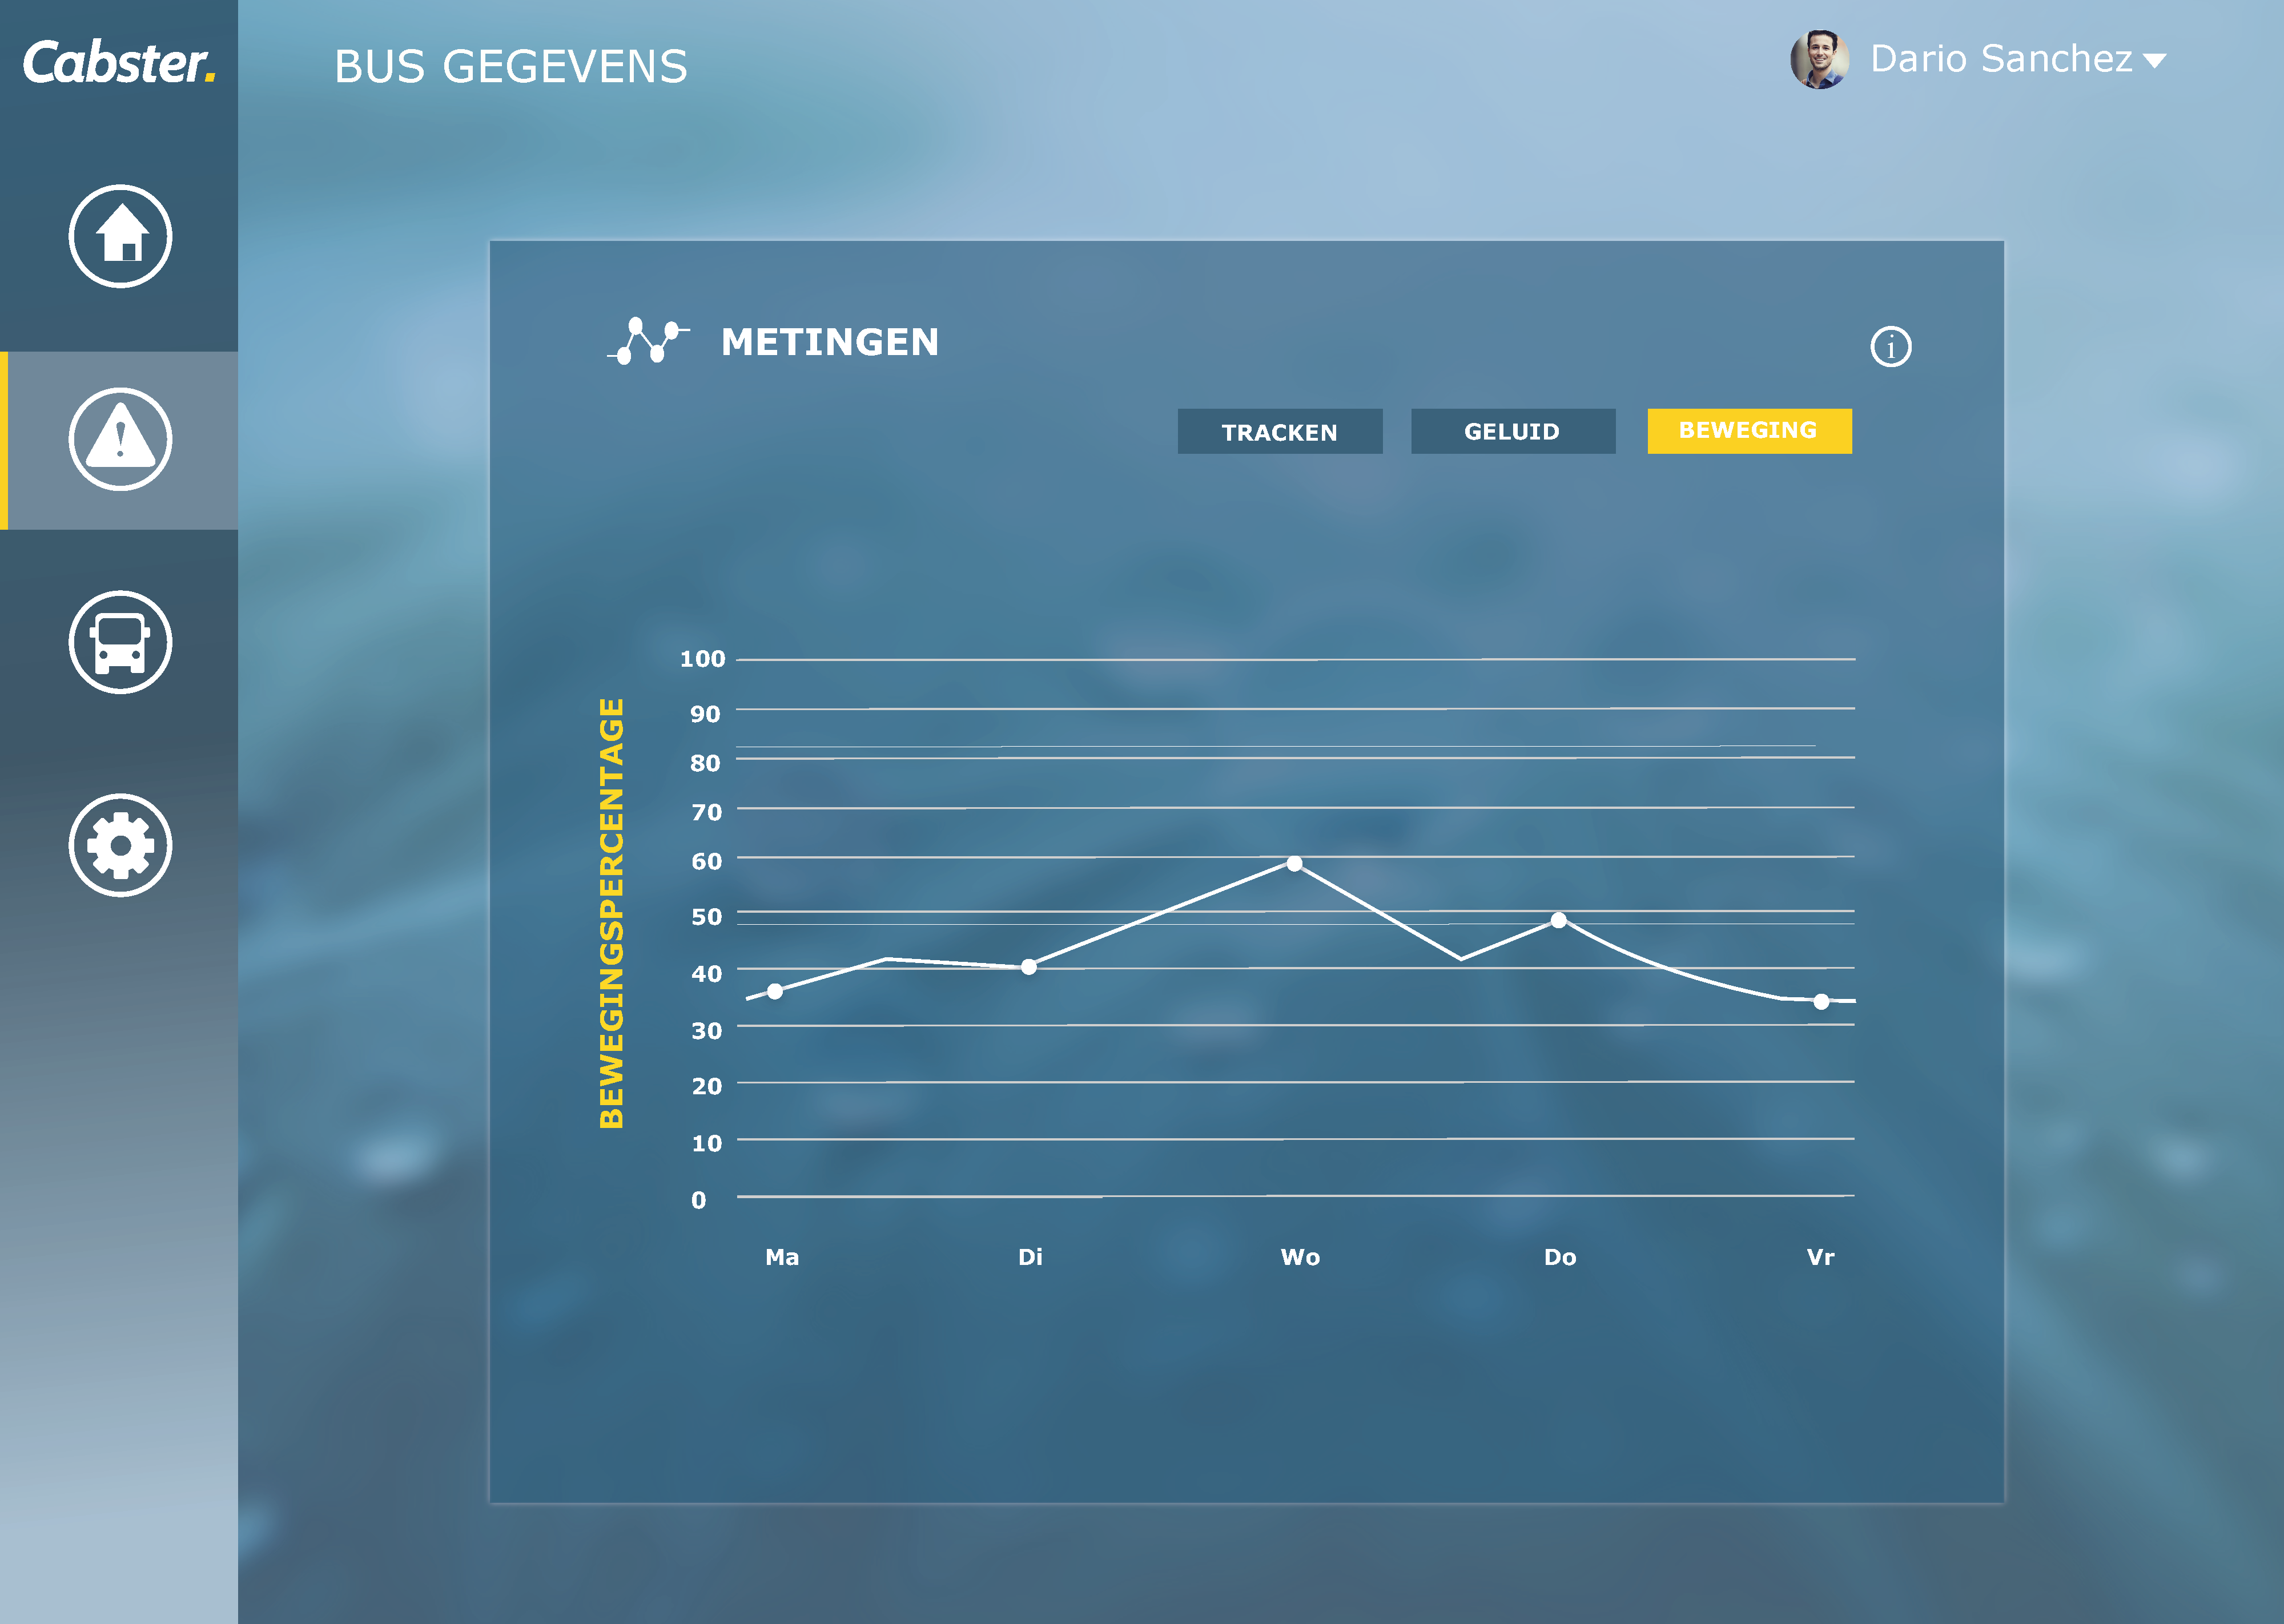 Cabster.
BUS GEGEVENS
Dario Sanchez
METINGEN
i
TRACKEN
GELUID
BEWEGING
BEWEGINGSPERCENTAGE
100
90
80
70
60
50
40
30
20
10
0
Ma Di Wo Do Vr